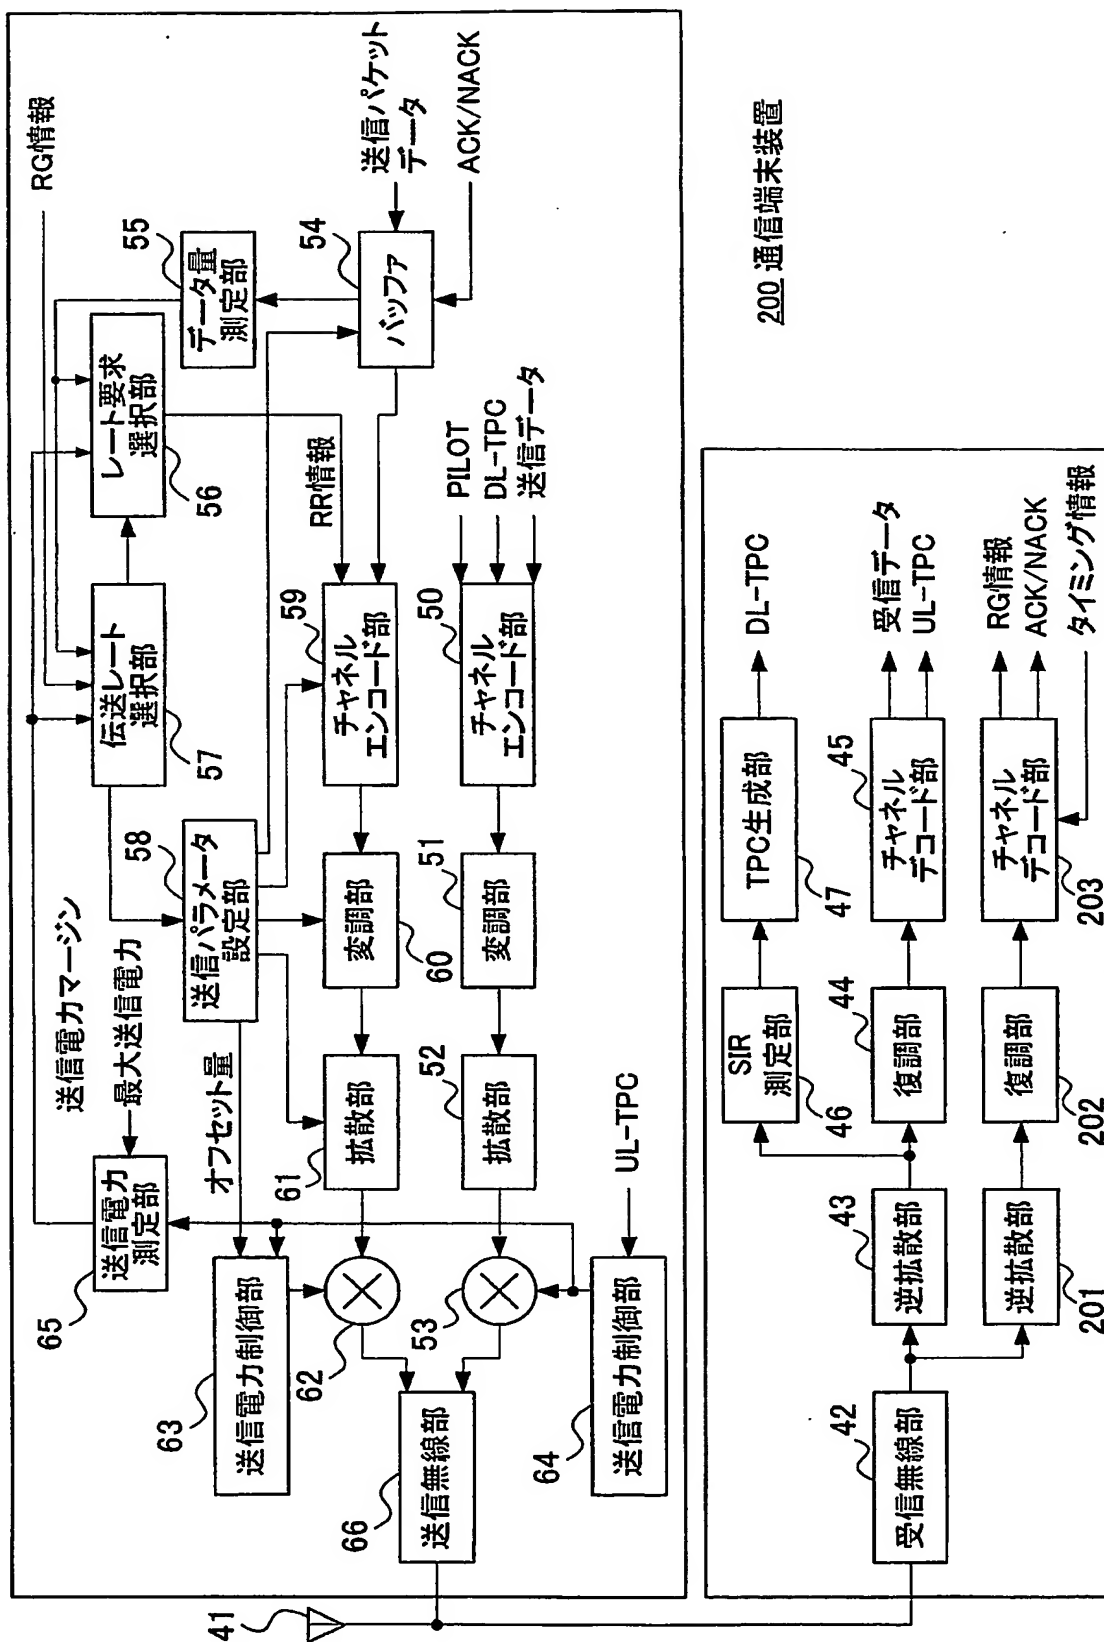 RG情報
送信電力マージン
最大送信電力
65
送信電力
測定部
57
伝送レート
選択部
56
レート要求
選択部
55
データ量
測定部
送信パケット
データ
ACK/NACK
54
バッファ
58
送信パラメータ
設定部
オフセット量
RR情報
63
送信電力制御部
62
61
拡散部
60
変調部
59
チャネル
エンコード部
PILOT
DL-TPC
送信データ
53
52
拡散部
51
変調部
50
チャネル
エンコード部
66
送信無線部
64
送信電力制御部
UL-TPC
41
200 通信端末装置
46
SIR
測定部
47
TPC生成部
DL-TPC
42
受信無線部
43
逆拡散部
44
復調部
45
チャネル
デコード部
受信データ
UL-TPC
201
逆拡散部
202
復調部
203
チャネル
デコード部
RG情報
ACK/NACK
タイミング情報